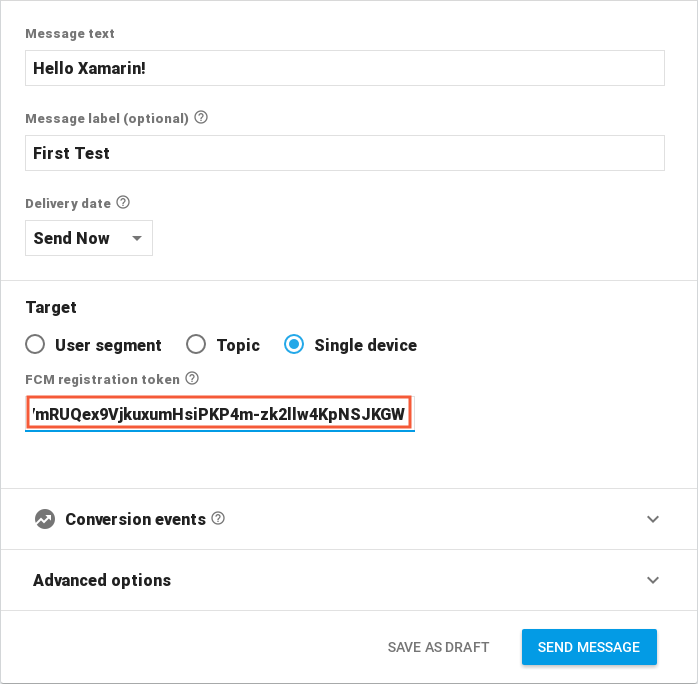 Message text
Hello Xamarin!
Message label (optional)
First Test
Delivery date
Send Now
Target
User segment Topic Single device
FCM registration token
mRUQex9VjkuxumHsiPKP4m-zk2llw4KpNSJKGW
Conversion events
Advanced options
SAVE AS DRAFT SEND MESSAGE